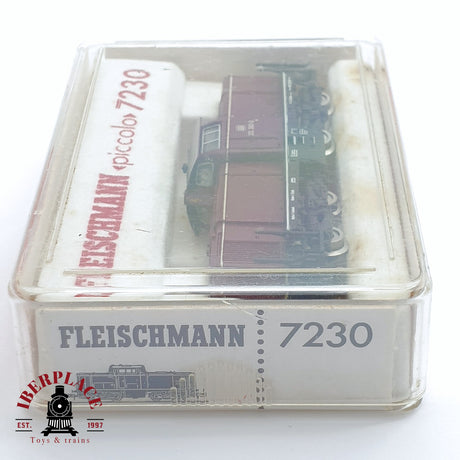 FLEISCHMANN «piccolo» 7230
FLEISCHMANN 7230
IBERPLACE
EST. 1997
Toys & trains